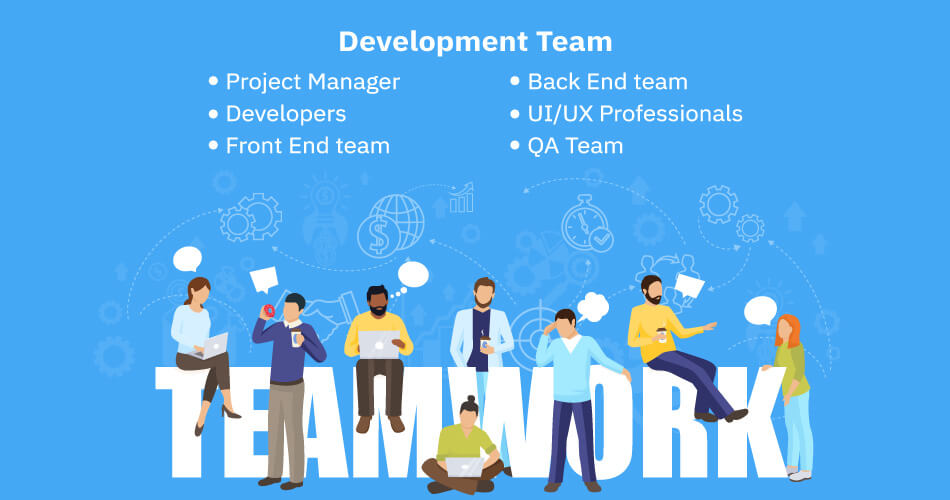 Development Team
• Project Manager
• Developers
• Front End team
• Back End team
• UI/UX Professionals
• QA Team
TEAMWORK